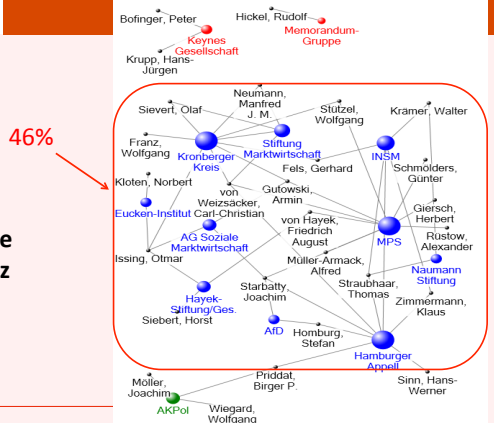 Bofinger, Peter
Hickel, Rudolf
Keynes
Gesellschaft
Memorandum-
Gruppe
Krupp, Hans-
Jürgen
46%
Neumann,
Manfred
J. M.
Sievert, Olaf
Stützel,
Wolfgang
Krämer, Walter
Franz,
Wolfgang
Kronberger
Kreis
Stiftung
Marktwirtschaft
INSM
Fels, Gerhard
Schmölders,
Günter
Kloten, Norbert
Gutowski,
Armin
von
Weizsäcker,
Carl-Christian
Giersch,
Herbert
Eucken-Institut
von Hayek,
Friedrich
August
MPS
Rüstow,
Alexander
AG Soziale
Marktwirtschaft
e
z
Issing, Otmar
Müller-Armack,
Alfred
Naumann
Stiftung
Starbatty,
Joachim
Straubhaar,
Thomas
Hayek-
Stiftung/Ges.
Zimmermann,
Klaus
Siebert, Horst
AfD
Homburg,
Stefan
Hamburger
Appell
Möller,
Joachim
Priddat,
Birger P.
Sinn, Hans-
Werner
AKPol
Wiegard,
Wolfgang